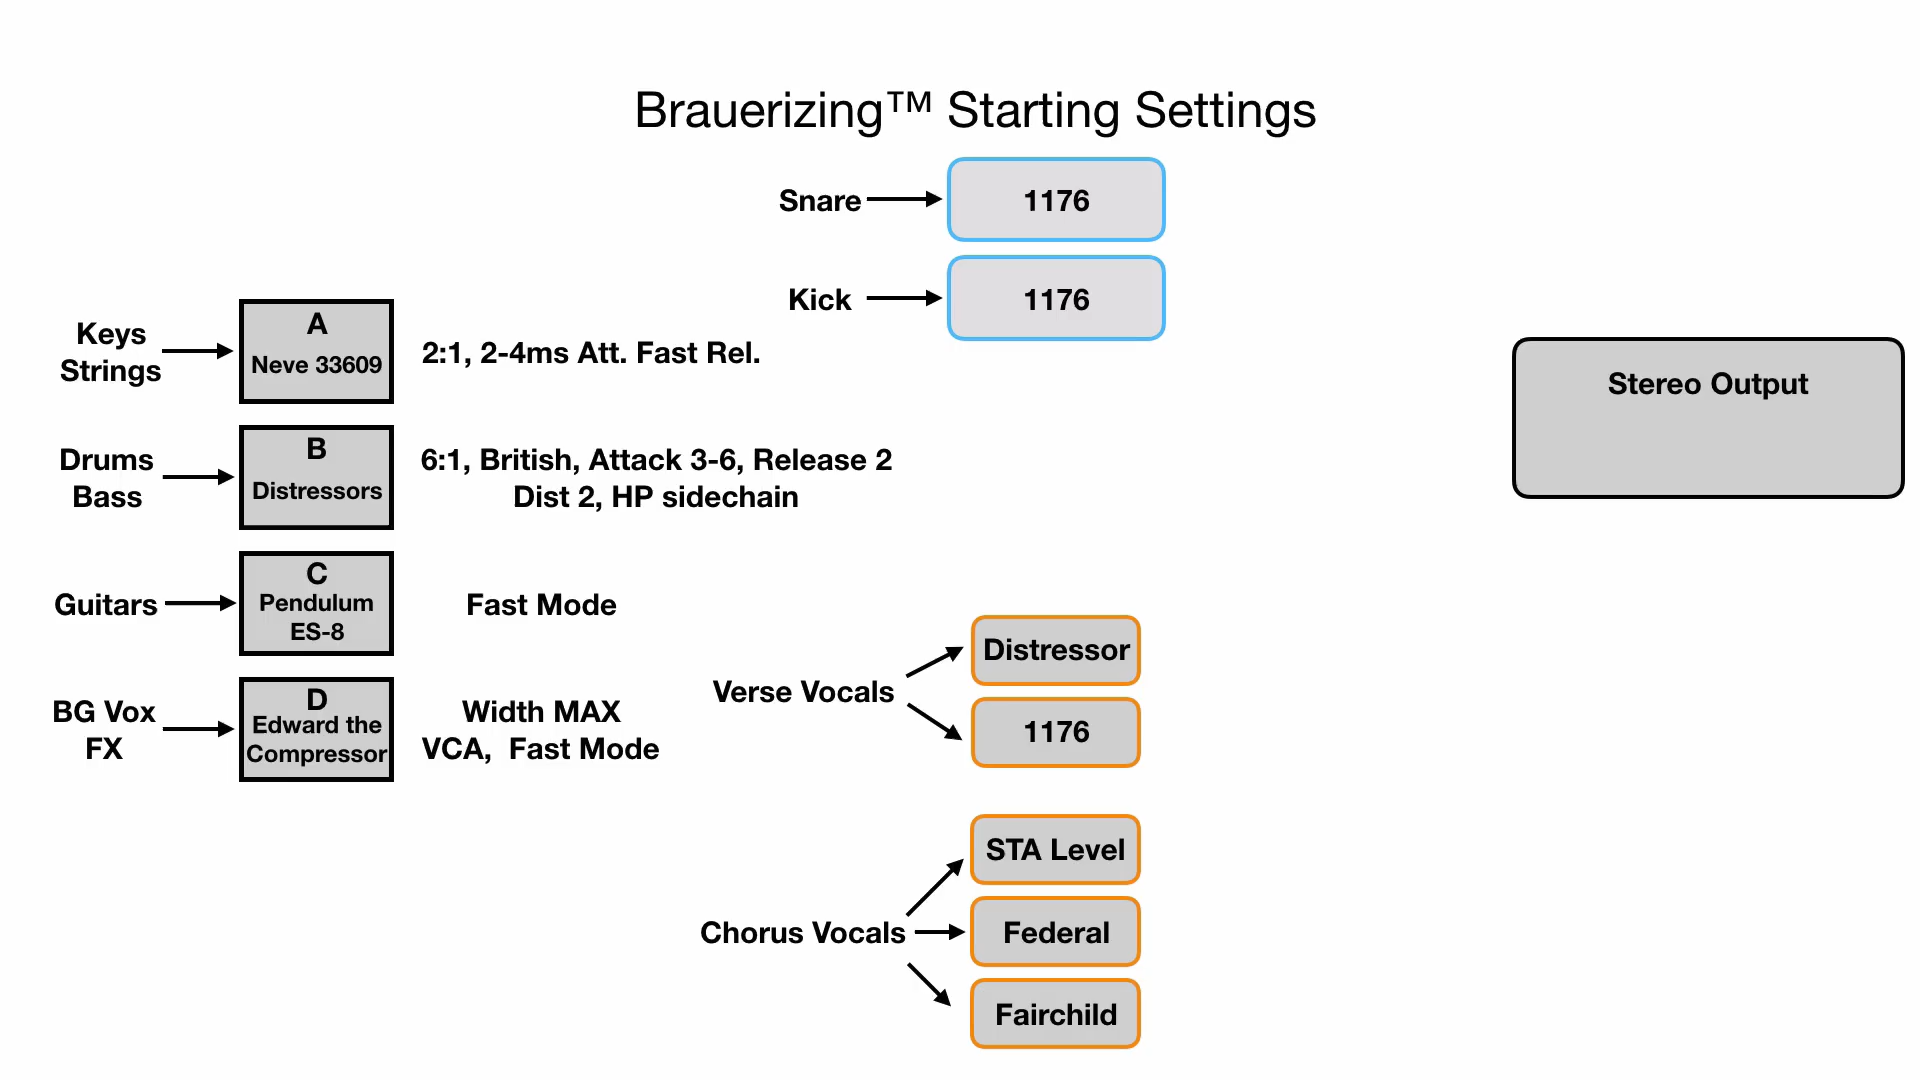 Brauerizing™ Starting Settings
Snare
1176
Kick
1176
Keys
Strings
A
Neve 33609
2:1, 2-4ms Att. Fast Rel.
Stereo Output
Drums
Bass
B
Distressors
6:1, British, Attack 3-6, Release 2
Dist 2, HP sidechain
Guitars
C
Pendulum
ES-8
Fast Mode
BG Vox
FX
D
Edward the
Compressor
Width MAX
VCA, Fast Mode
Verse Vocals
Distressor
1176
Chorus Vocals
STA Level
Federal
Fairchild